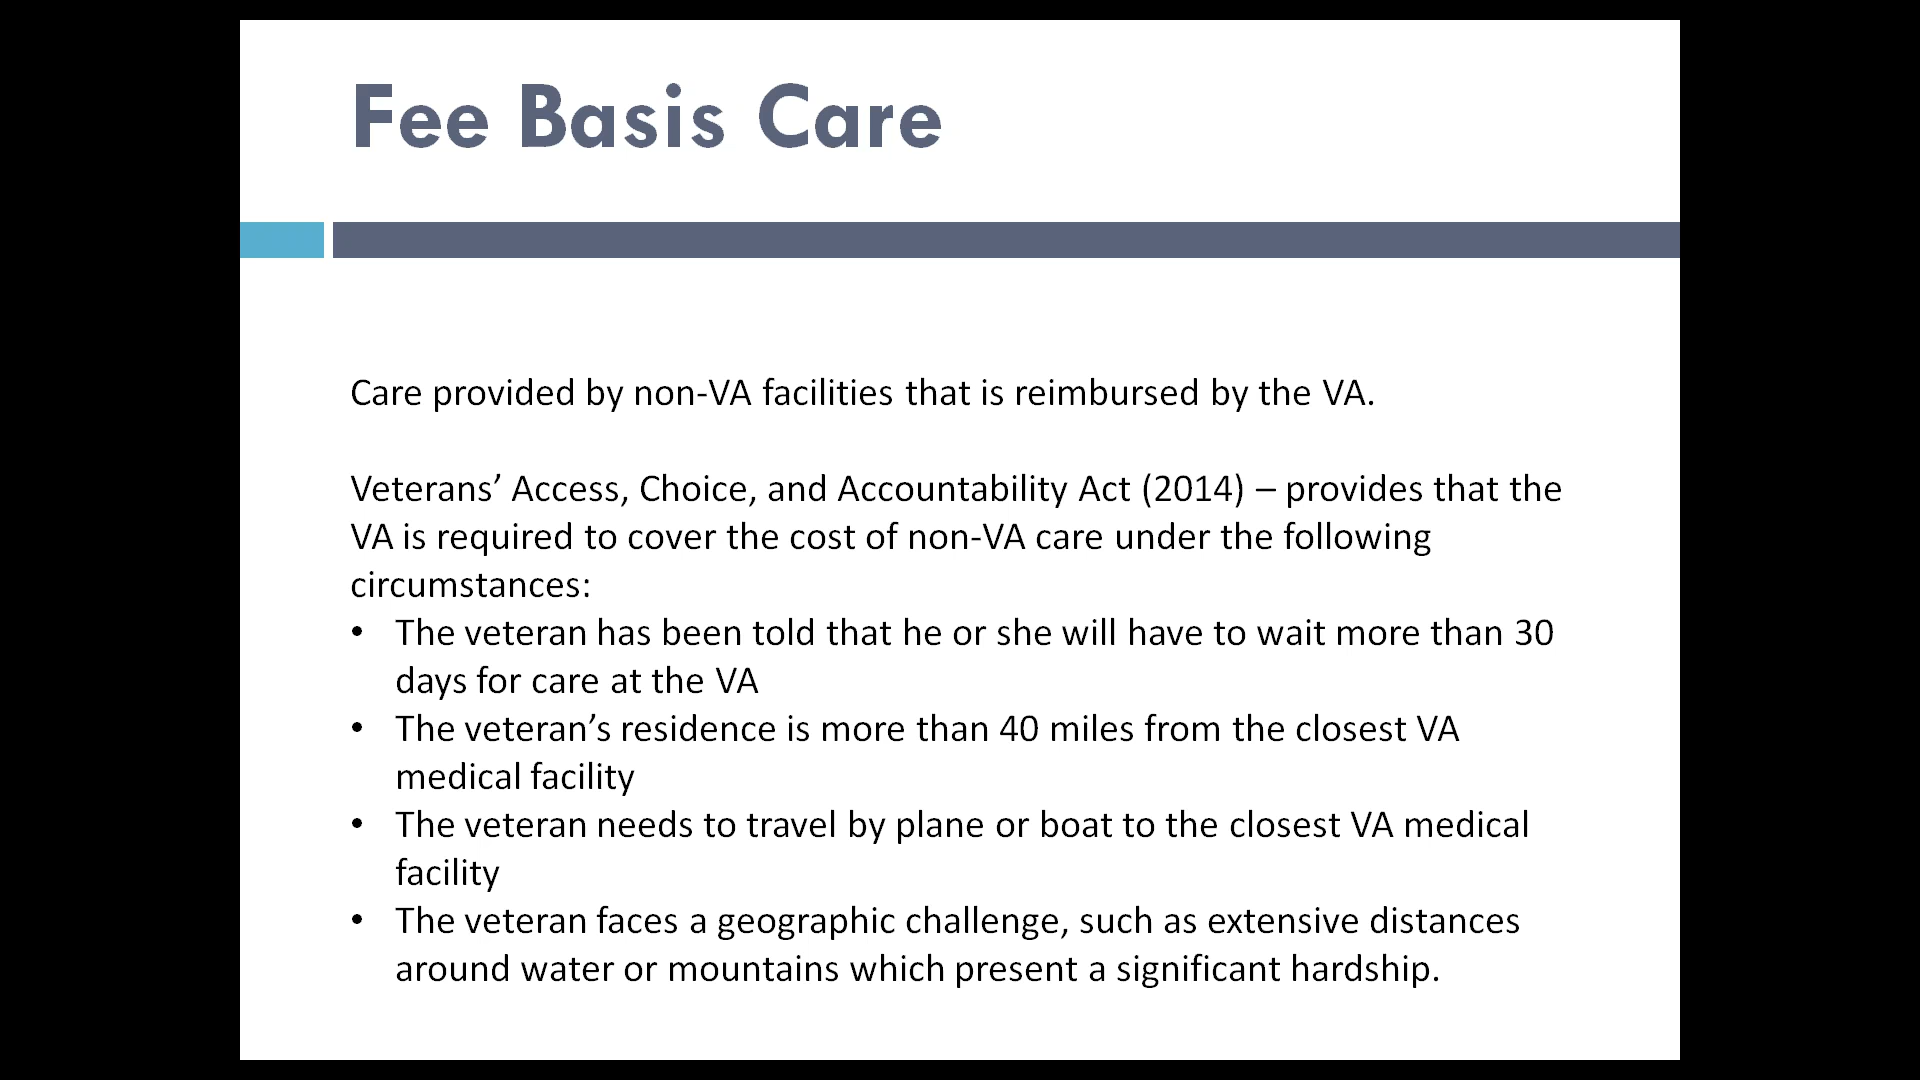 Fee Basis Care
Care provided by non-VA facilities that is reimbursed by the VA.
Veterans’ Access, Choice, and Accountability Act (2014) – provides that the
VA is required to cover the cost of non-VA care under the following
circumstances:
• The veteran has been told that he or she will have to wait more than 30
days for care at the VA
• The veteran’s residence is more than 40 miles from the closest VA
medical facility
• The veteran needs to travel by plane or boat to the closest VA medical
facility
• The veteran faces a geographic challenge, such as extensive distances
around water or mountains which present a significant hardship.